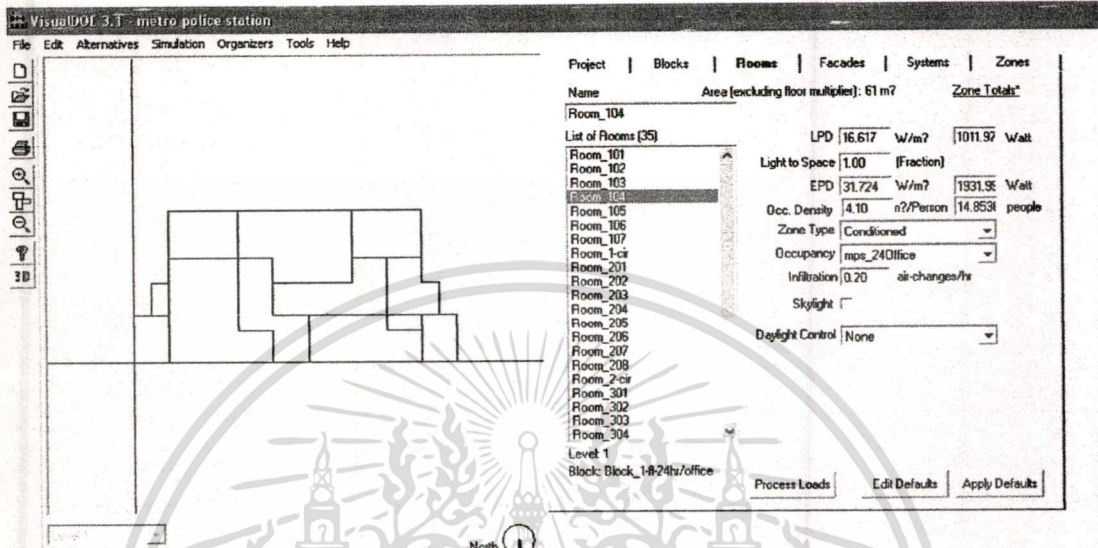 VisualDOE 3.1 - metro police station
File Edit Alternatives Simulation Organizers Tools Help
Project | Blocks | Rooms | Facades | Systems | Zones
Name Area (excluding floor multiplier): 61 m? Zone Totals*
Room_104
List of Rooms (35)
LPD 16.617 W/m? 1011.97 Watt
Light to Space 1.00 (Fraction)
EPD 31.724 W/m? 1931.95 Watt
Occ. Density 4.10 n?/Person 14.8536 people
Zone Type Conditioned
Occupancy mps_24Office
Infiltration 0.20 air-changes/hr
Skylight
Daylight Control None
Room_101
Room_102
Room_103
Room_104
Room_105
Room_106
Room_107
Room_1-cir
Room_201
Room_202
Room_203
Room_204
Room_205
Room_206
Room_207
Room_208
Room_2-cir
Room_301
Room_302
Room_303
Room_304
Level: 1
Block: Block_1-fl-24hr/office
Process Loads Edit Defaults Apply Defaults
3D
North